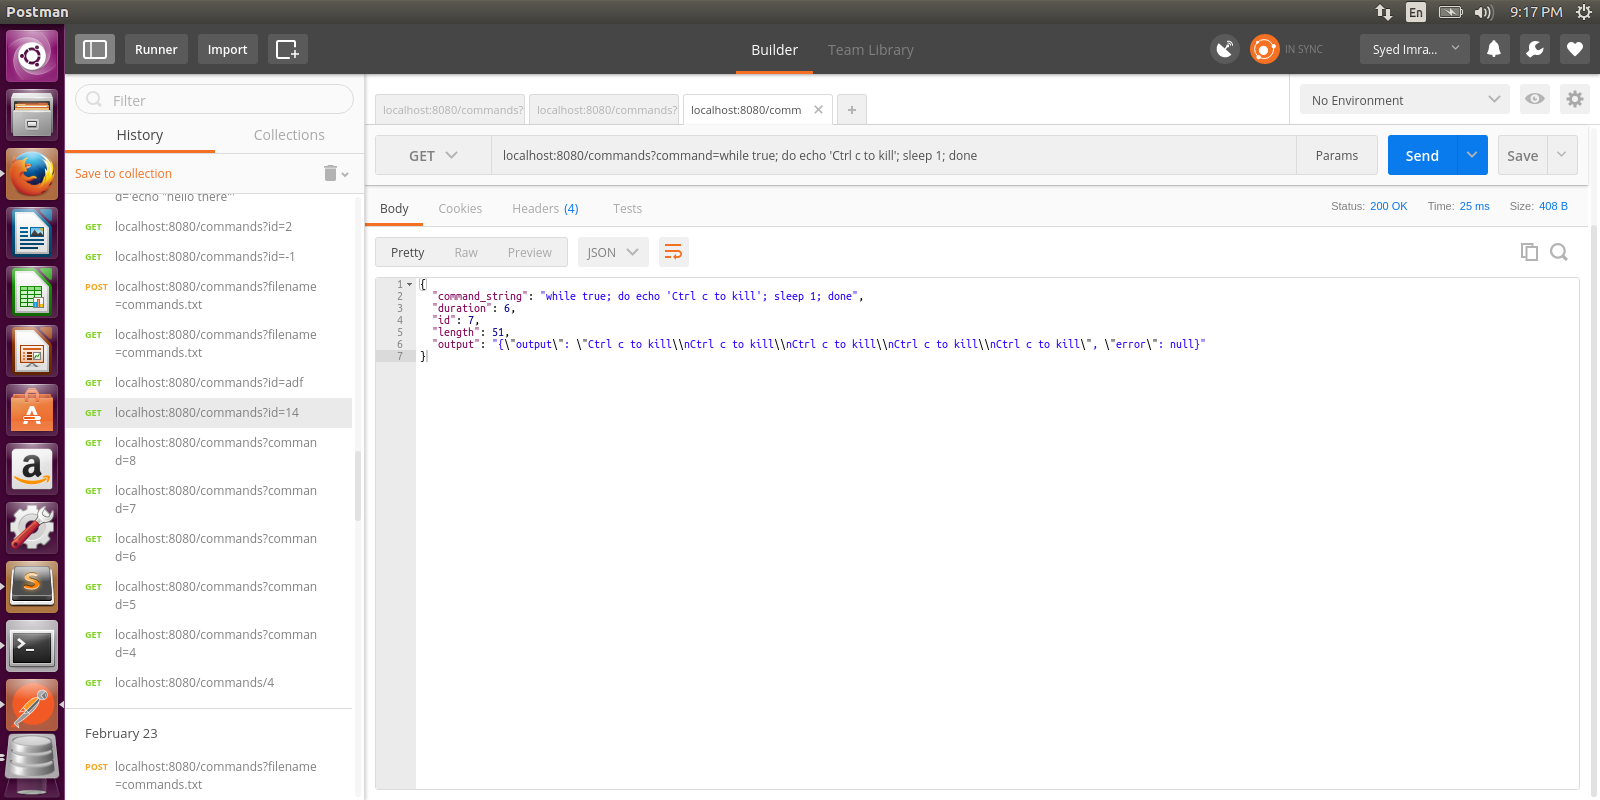 Postman
En
9:17 PM
Runner
Import
Builder
Team Library
IN SYNC
Syed Imra...
Filter
History
Collections
Save to collection
d='echo "hello there"'
GET localhost:8080/commands?id=2
GET localhost:8080/commands?id=-1
POST localhost:8080/commands?filename
=commands.txt
POST localhost:8080/commands?filename
=commands.txt
GET localhost:8080/commands?id=adf
GET localhost:8080/commands?id=14
GET localhost:8080/commands?comman
d=8
GET localhost:8080/commands?comman
d=7
GET localhost:8080/commands?comman
d=6
GET localhost:8080/commands?comman
d=5
GET localhost:8080/commands?comman
d=4
GET localhost:8080/commands/4
February 23
POST localhost:8080/commands?filename
=commands.txt
localhost:8080/commands?
localhost:8080/commands?
localhost:8080/comm
No Environment
GET
localhost:8080/commands?command=while true; do echo 'Ctrl c to kill'; sleep 1; done
Params
Send
Save
Body
Cookies
Headers (4)
Tests
Status: 200 OK
Time: 25 ms
Size: 408 B
Pretty
Raw
Preview
JSON
1 {
2 "command_string": "while true; do echo 'Ctrl c to kill'; sleep 1; done",
3 "duration": 6,
4 "id": 7,
5 "length": 51,
6 "output": "{\"output\": \"Ctrl c to kill\\nCtrl c to kill\\nCtrl c to kill\\nCtrl c to kill\\nCtrl c to kill\", \"error\": null}"
7 }